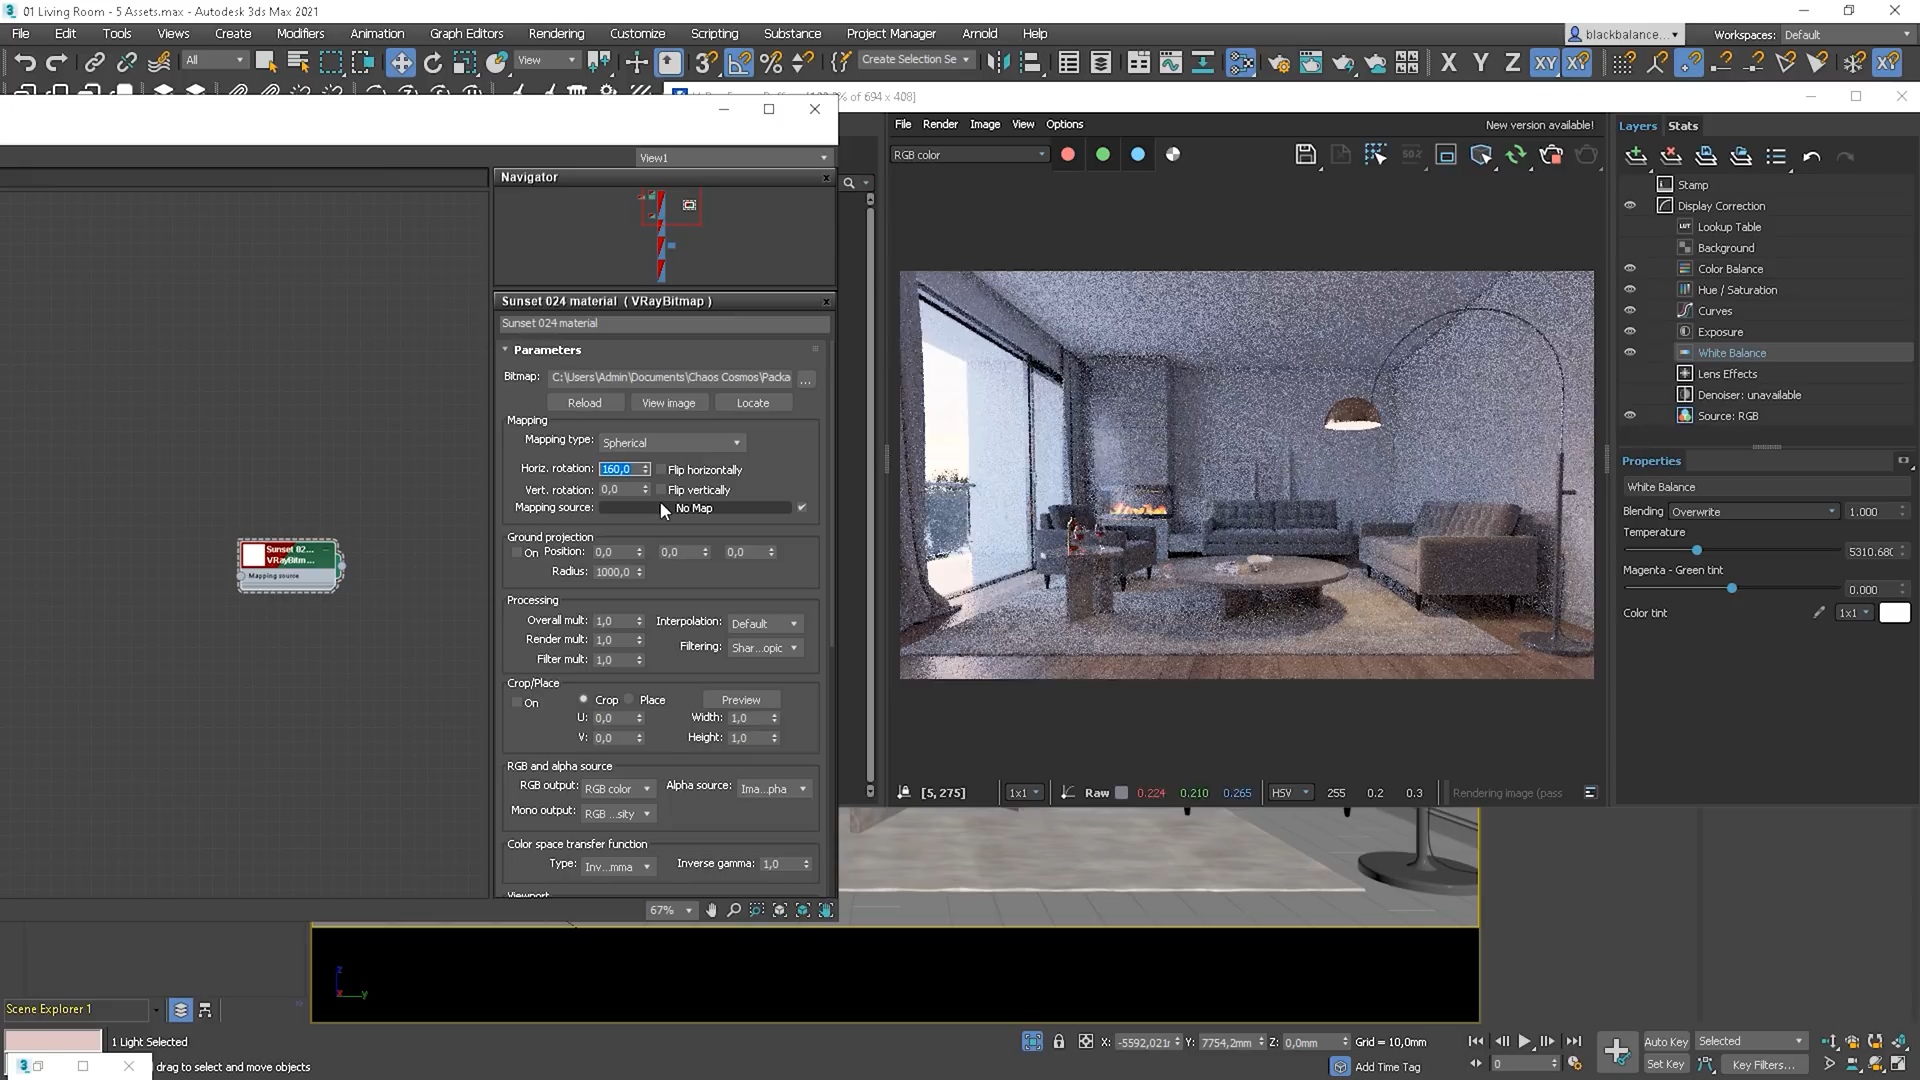 01 Living Room - 5 Assets.max - Autodesk 3ds Max 2021
File Edit Tools Views Create Modifiers Animation Graph Editors Rendering Customize Scripting Substance Project Manager Arnold Help
blackbalance... Workspaces: Default
All View Create Selection Se X Y Z XY XY
% of 694 x 408]
File Render Image View Options New version available!
RGB color
View1
Navigator
Sunset 024 material ( VRayBitmap )
Sunset 024 material
Parameters
Bitmap: C:\Users\Admin\Documents\Chaos Cosmos\Packa ...
Reload View image Locate
Mapping
Mapping type: Spherical
Horiz. rotation: 160,0 Flip horizontally
Vert. rotation: 0,0 Flip vertically
Mapping source: No Map
Ground projection
On Position: 0,0 0,0 0,0
Radius: 1000,0
Processing
Overall mult: 1,0 Interpolation: Default
Render mult: 1,0 Filtering: Shar...opic
Filter mult: 1,0
Crop/Place
On Crop Place Preview
U: 0,0 Width: 1,0
V: 0,0 Height: 1,0
RGB and alpha source
RGB output: RGB color Alpha source: Ima...pha
Mono output: RGB ...sity
Color space transfer function
Type: Inv...mma Inverse gamma: 1,0
Viewport
67%
Sunset 02...
VRayBitm...
Mapping source
[5, 275] 1x1 Raw 0.224 0.210 0.265 HSV 255 0.2 0.3 Rendering image (pass
Layers Stats
Stamp
Display Correction
Lookup Table
Background
Color Balance
Hue / Saturation
Curves
Exposure
White Balance
Lens Effects
Denoiser: unavailable
Source: RGB
Properties
White Balance
Blending Overwrite 1.000
Temperature
5310.680
Magenta - Green tint
0.000
Color tint 1x1
z
x y
Scene Explorer 1
1 Light Selected
drag to select and move objects
X: -5592,021r Y: 7754,2mm Z: 0,0mm Grid = 10,0mm
Add Time Tag
0
Auto Key Selected
Set Key Key Filters...